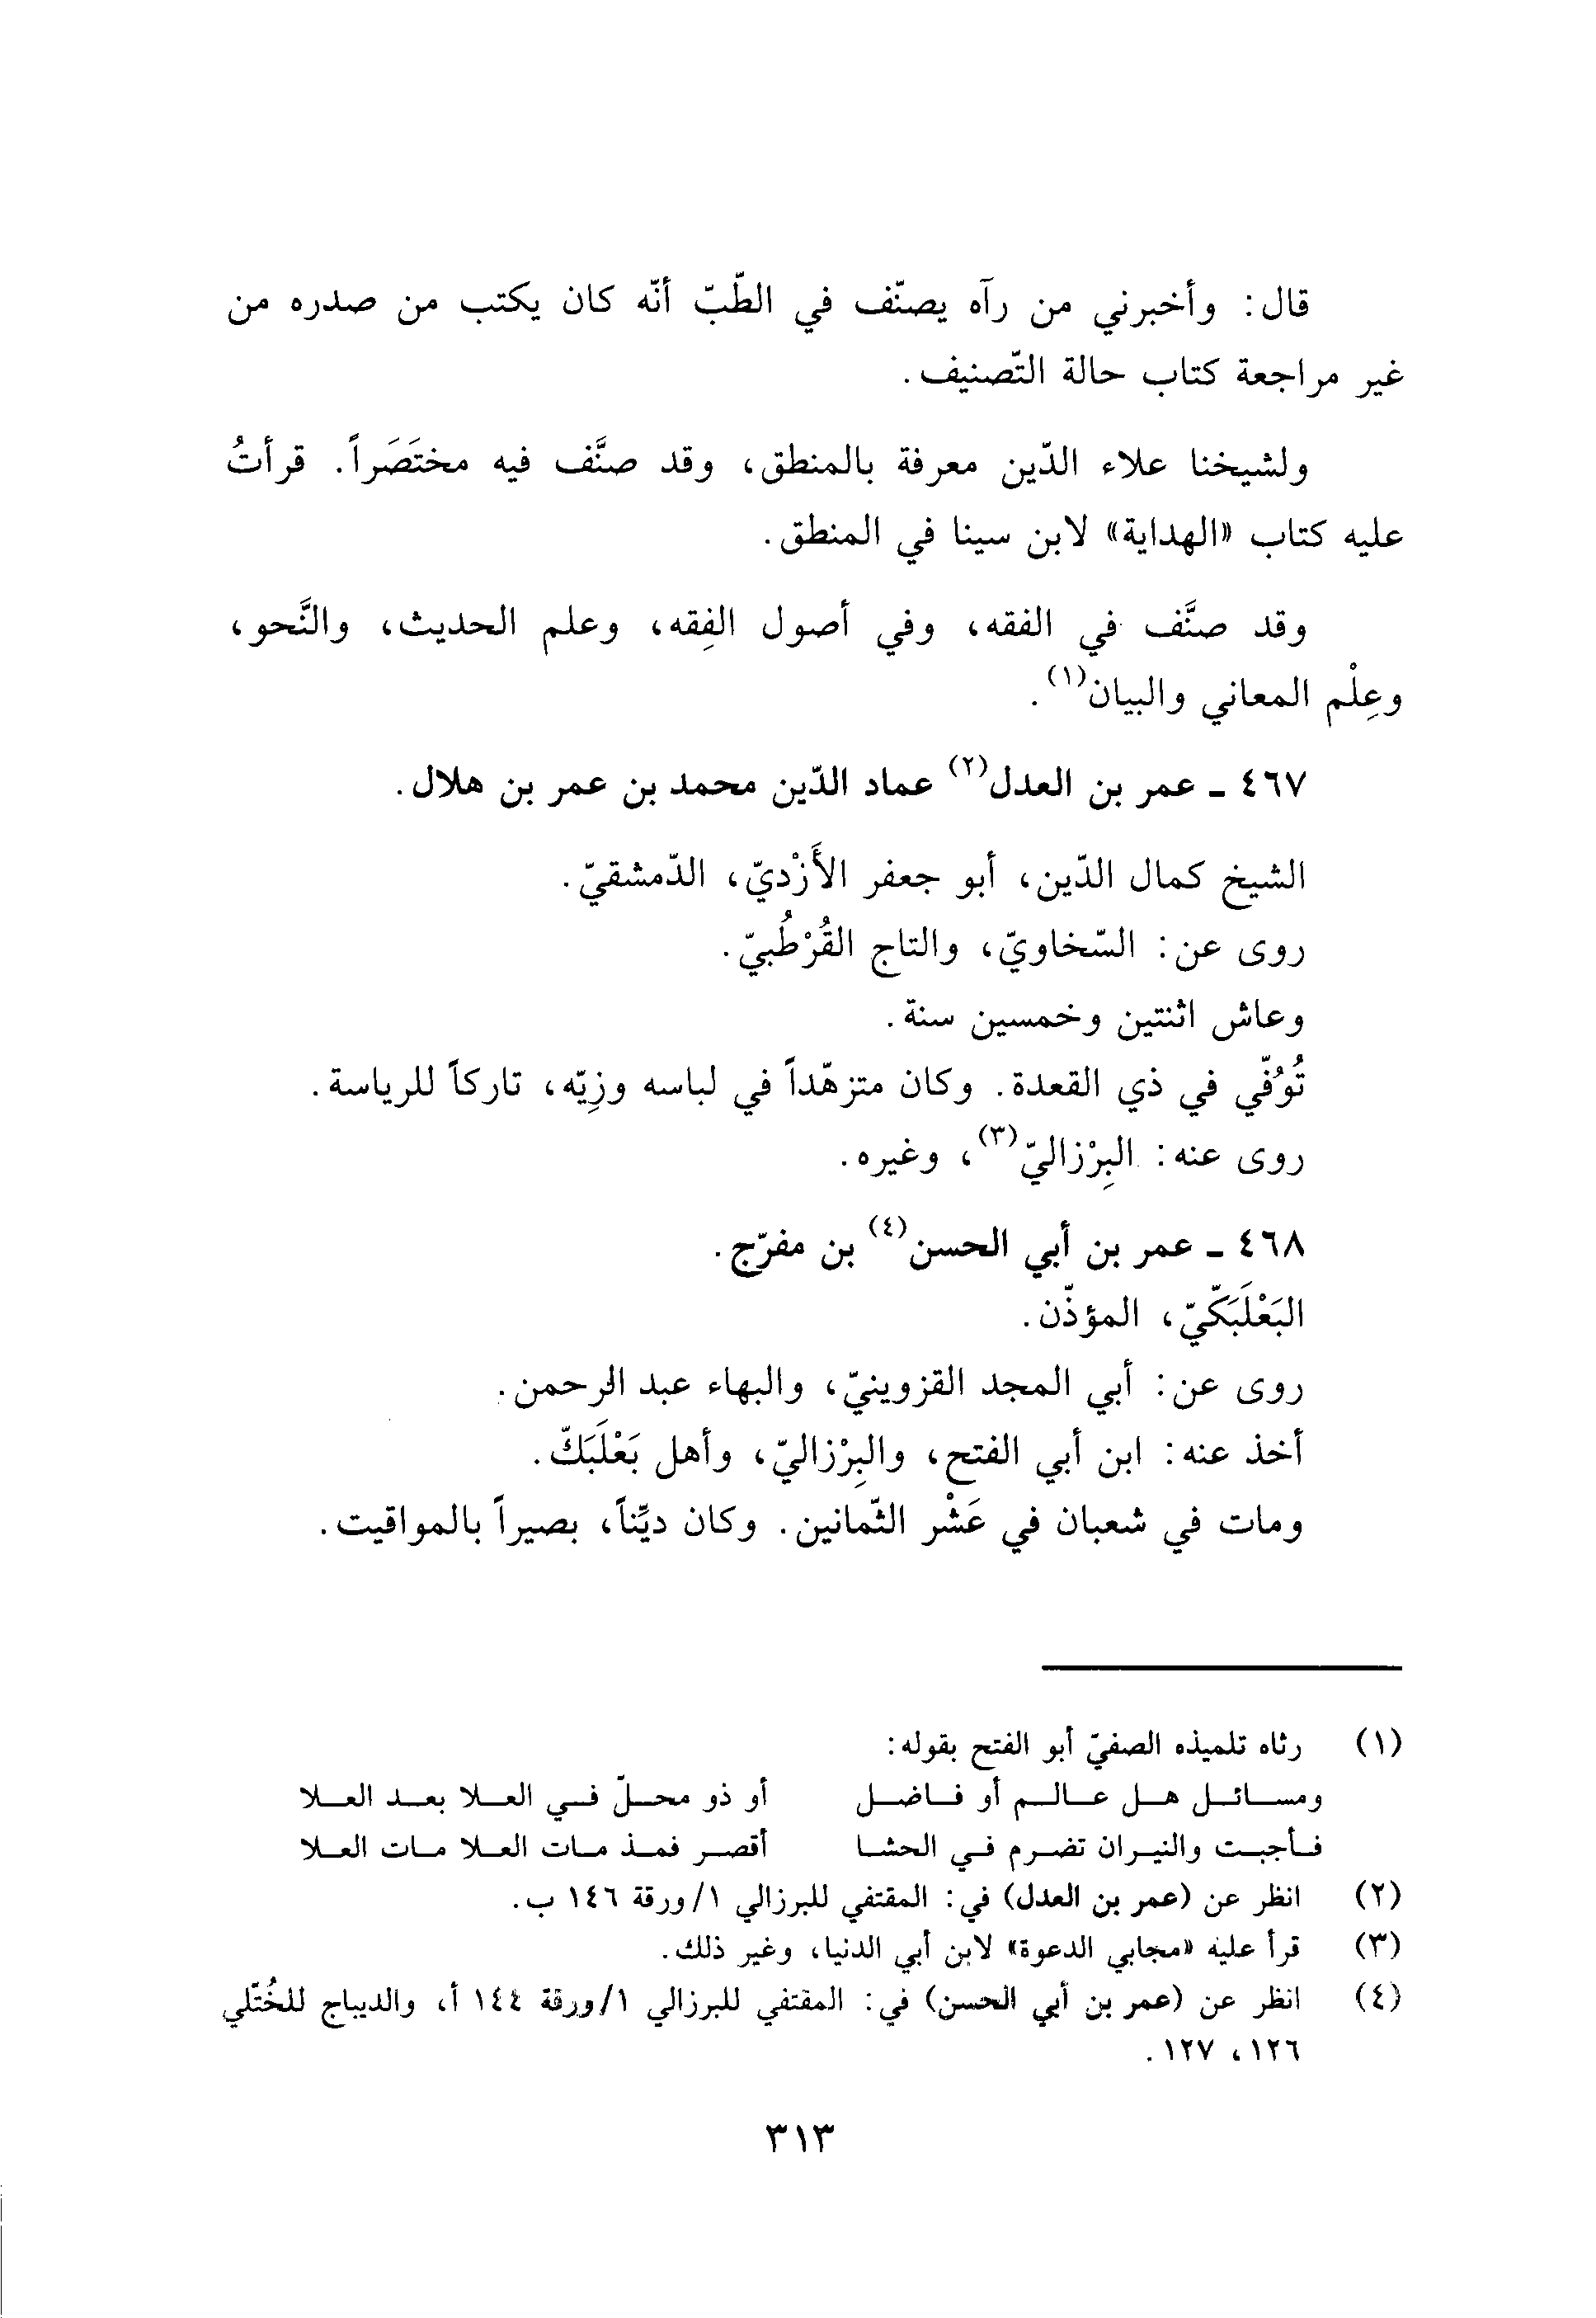 قال: وأخبرني من رآه يصنّف في الطّبّ أنّه كان يكتب من صدره من
غير مراجعة كتاب حالة التّصنيف.
ولشيخنا علاء الدّين معرفة بالمنطق، وقد صنَّف فيه مختَصَراً. قرأتُ
عليه كتاب «الهداية» لابن سينا في المنطق.
وقد صنَّف في الفقه، وفي أصول الفِقه، وعلم الحديث، والنَّحو،
وعِلْم المعاني والبيان(١).
٤٦٧ ـ عمر بن العدل(٢) عماد الدّين محمد بن عمر بن هلال.
الشيخ كمال الدّين، أبو جعفر الأَزْديّ، الدّمشقيّ.
روى عن: السّخاويّ، والتاج القُرْطُبيّ.
وعاش اثنتين وخمسين سنة.
تُوُفّي في ذي القعدة. وكان متزهّداً في لباسه وزِيّه، تاركاً للرياسة.
روى عنه: البِرْزاليّ(٣)، وغيره.
٤٦٨ ـ عمر بن أبي الحسن(٤) بن مفرّج.
البَعْلَبَكّيّ، المؤذّن.
روى عن: أبي المجد القزوينيّ، والبهاء عبد الرحمن.
أخذ عنه: ابن أبي الفتح، والبِرْزاليّ، وأهل بَعْلَبَكّ.
ومات في شعبان في عَشْر الثّمانين. وكان ديِّناً، بصيراً بالمواقيت.
(١) رثاه تلميذه الصفيّ أبو الفتح بقوله:
ومسائل هل عالم أو فاضل أو ذو محلّ في العلا بعد العلا
فأجبت والنيران تضرم في الحشا أقصر فمذ مات العلا مات العلا
(٢) انظر عن (عمر بن العدل) في: المقتفي للبرزالي ١/ورقة ١٤٦ ب.
(٣) قرأ عليه «مجابي الدعوة» لابن أبي الدنيا، وغير ذلك.
(٤) انظر عن (عمر بن أبي الحسن) في: المقتفي للبرزالي ١/ورقة ١٤٤ أ، والديباج للخُتّلي
١٢٦، ١٢٧.
٣١٣